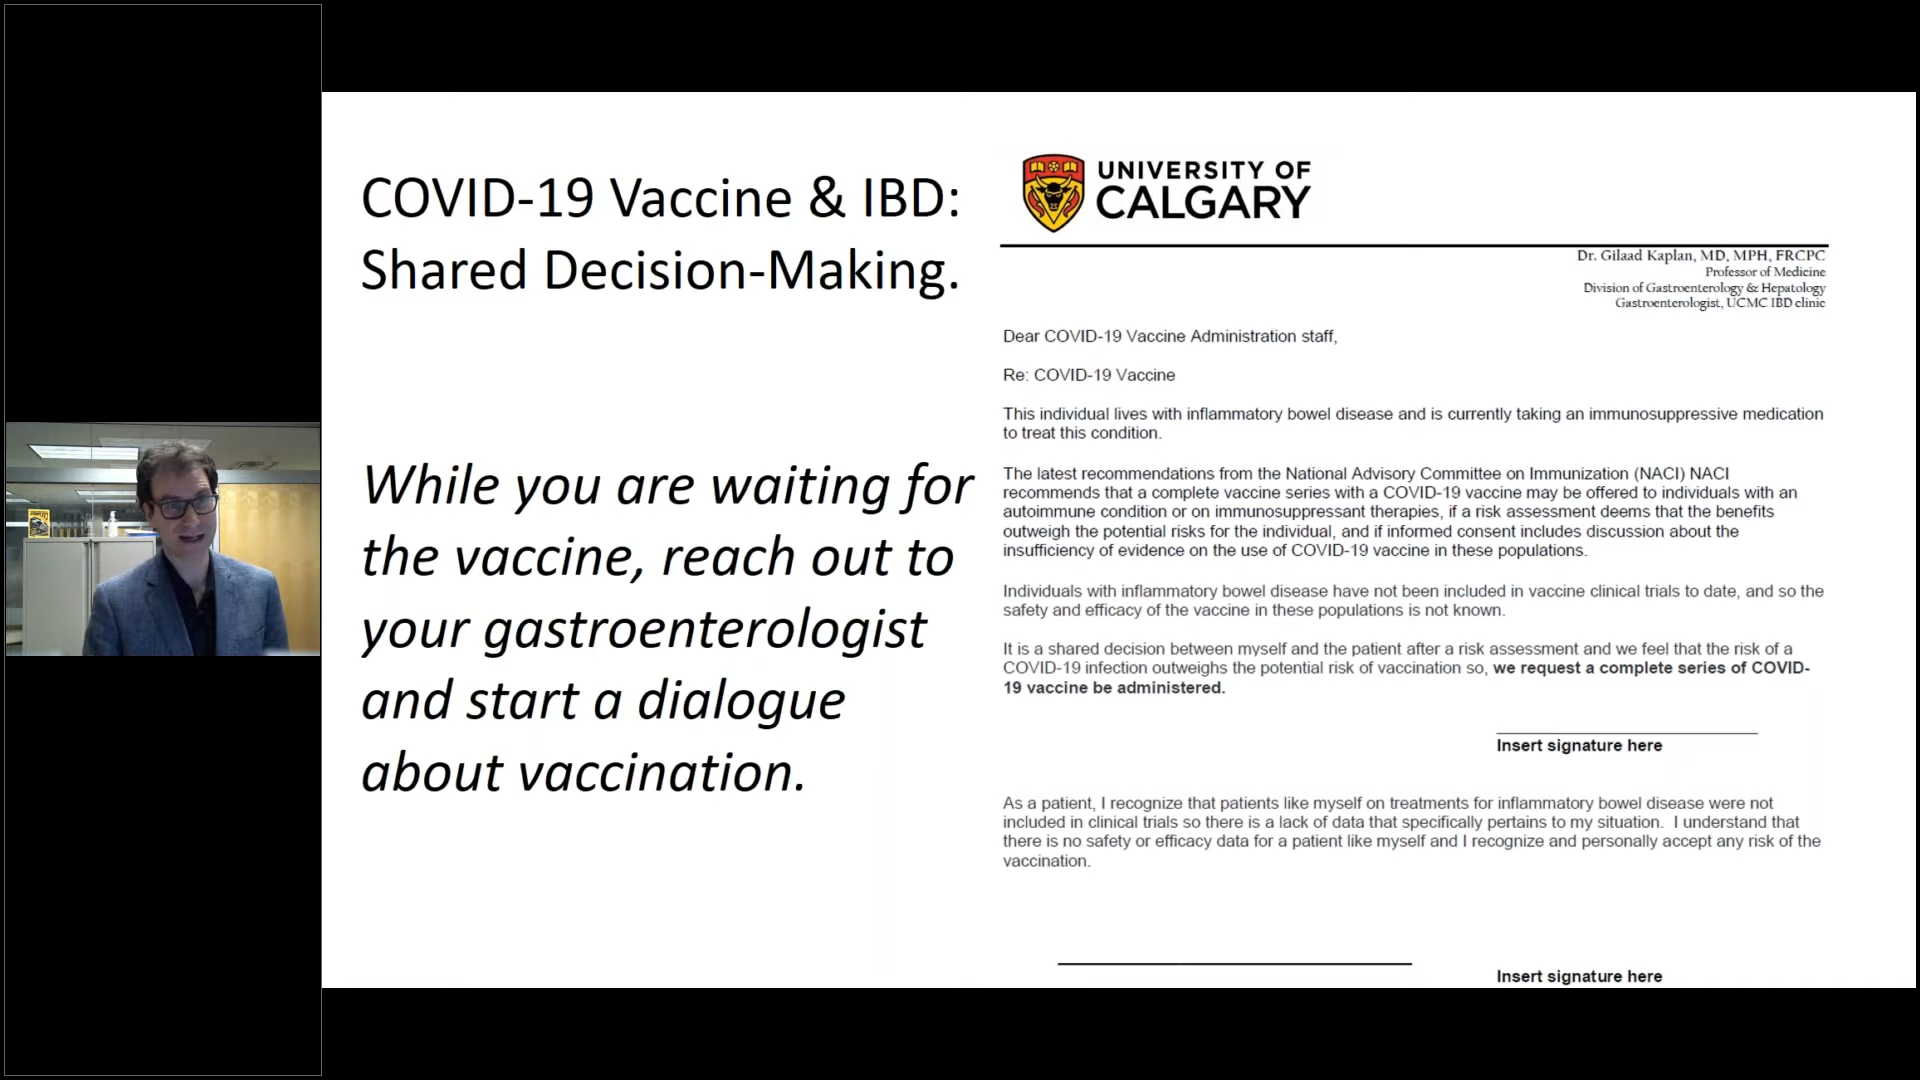 COVID-19 Vaccine & IBD:
Shared Decision-Making.
While you are waiting for
the vaccine, reach out to
your gastroenterologist
and start a dialogue
about vaccination.
UNIVERSITY OF
CALGARY
Dr. Gilaad Kaplan, MD, MPH, FRCPC
Professor of Medicine
Division of Gastroenterology & Hepatology
Gastroenterologist, UCMC IBD clinic
Dear COVID-19 Vaccine Administration staff,
Re: COVID-19 Vaccine
This individual lives with inflammatory bowel disease and is currently taking an immunosuppressive medication
to treat this condition.
The latest recommendations from the National Advisory Committee on Immunization (NACI) NACI
recommends that a complete vaccine series with a COVID-19 vaccine may be offered to individuals with an
autoimmune condition or on immunosuppressant therapies, if a risk assessment deems that the benefits
outweigh the potential risks for the individual, and if informed consent includes discussion about the
insufficiency of evidence on the use of COVID-19 vaccine in these populations.
Individuals with inflammatory bowel disease have not been included in vaccine clinical trials to date, and so the
safety and efficacy of the vaccine in these populations is not known.
It is a shared decision between myself and the patient after a risk assessment and we feel that the risk of a
COVID-19 infection outweighs the potential risk of vaccination so, we request a complete series of COVID-
19 vaccine be administered.
Insert signature here
As a patient, I recognize that patients like myself on treatments for inflammatory bowel disease were not
included in clinical trials so there is a lack of data that specifically pertains to my situation. I understand that
there is no safety or efficacy data for a patient like myself and I recognize and personally accept any risk of the
vaccination.
Insert signature here